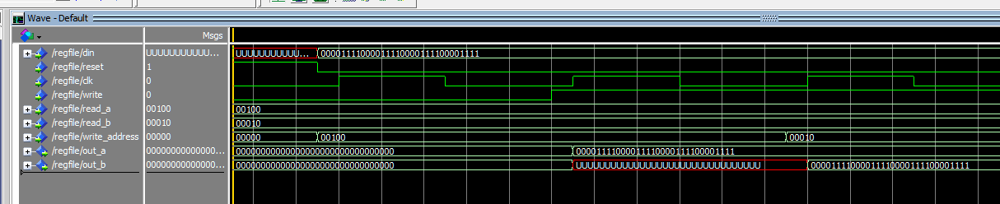 Wave - Default
Msgs
/regfile/din UUUUUUUUUUU... UUUUUUUUUUU... 00001111000011110000111100001111
/regfile/reset 1
/regfile/clk 0
/regfile/write 0
/regfile/read_a 00100 00100
/regfile/read_b 00010 00010
/regfile/write_address 00000 00000 00100 00010
/regfile/out_a 00000000000000... 00000000000000000000000000000000 00001111000011110000111100001111
/regfile/out_b 00000000000000... 00000000000000000000000000000000 UUUUUUUUUUUUUUUUUUUUUUUUUUUUUUUU 00001111000011110000111100001111